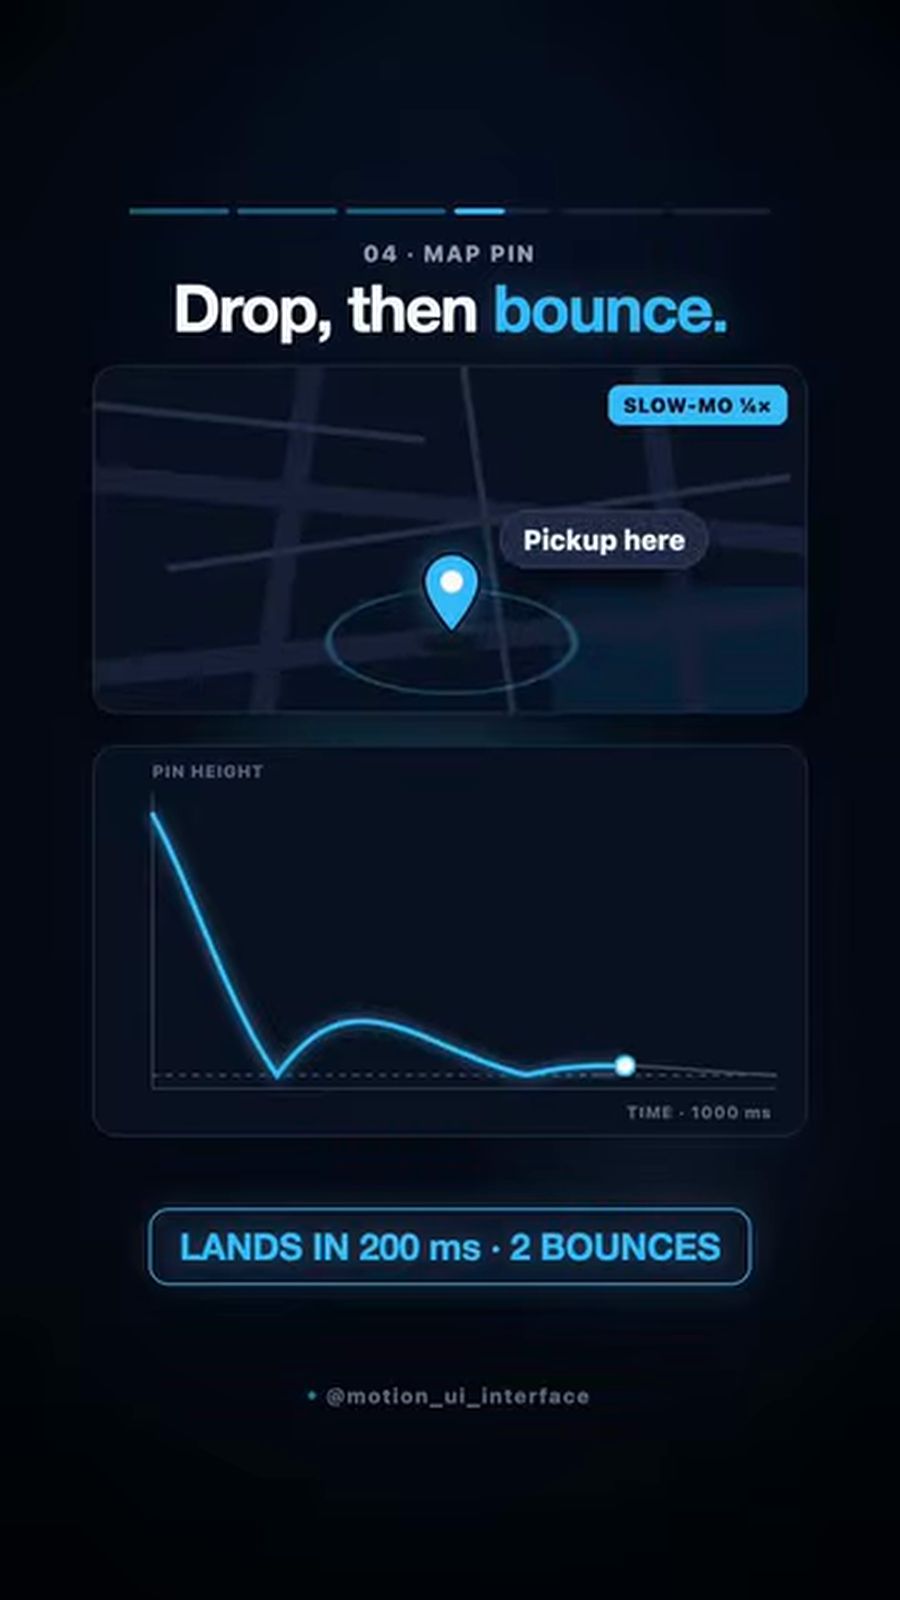 04 · MAP PIN
Drop, then bounce.
SLOW-MO ¼×
Pickup here
PIN HEIGHT
TIME · 1000 ms
LANDS IN 200 ms · 2 BOUNCES
@motion_ui_interface